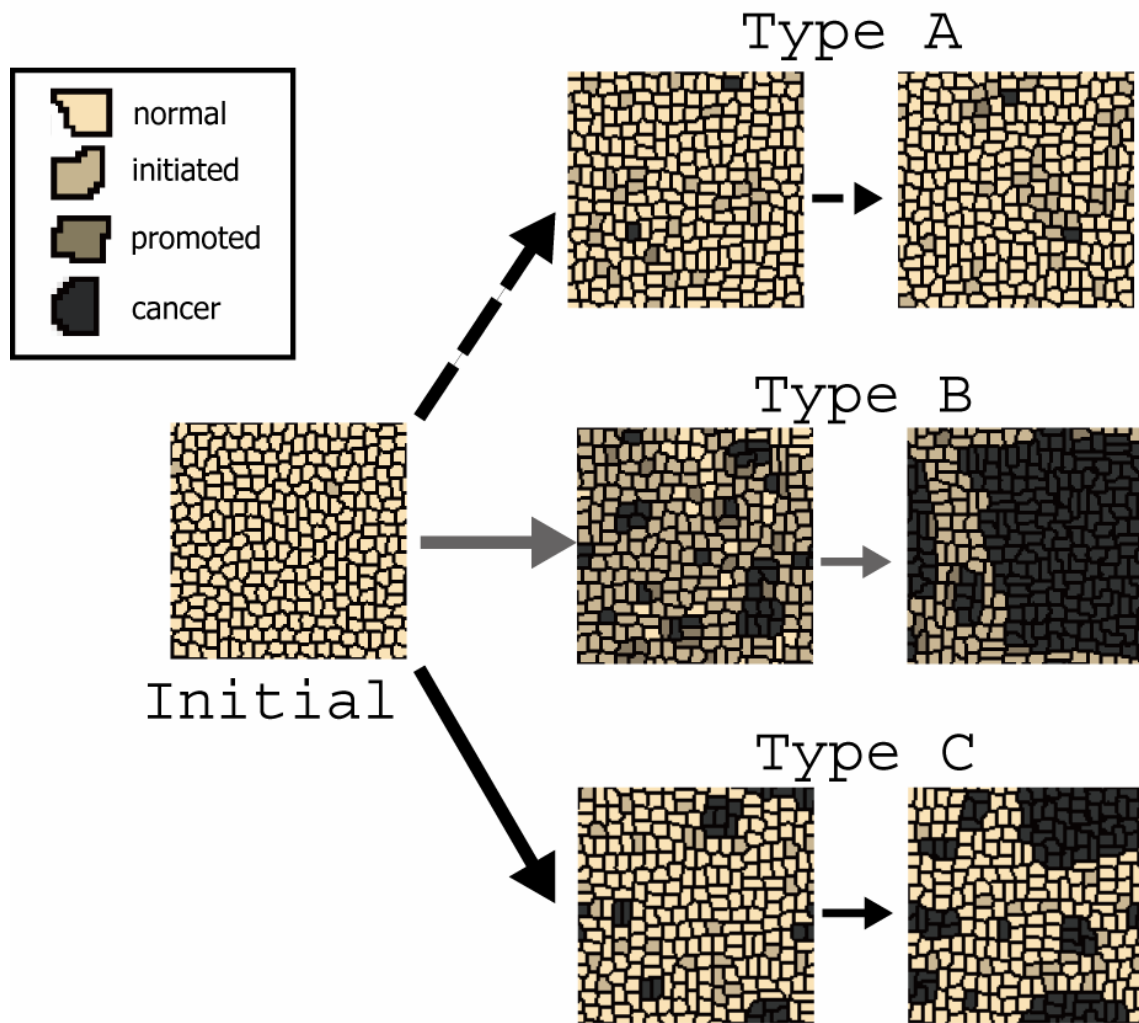 Type A
normal
initiated
promoted
cancer
Type B
Initial
Type C